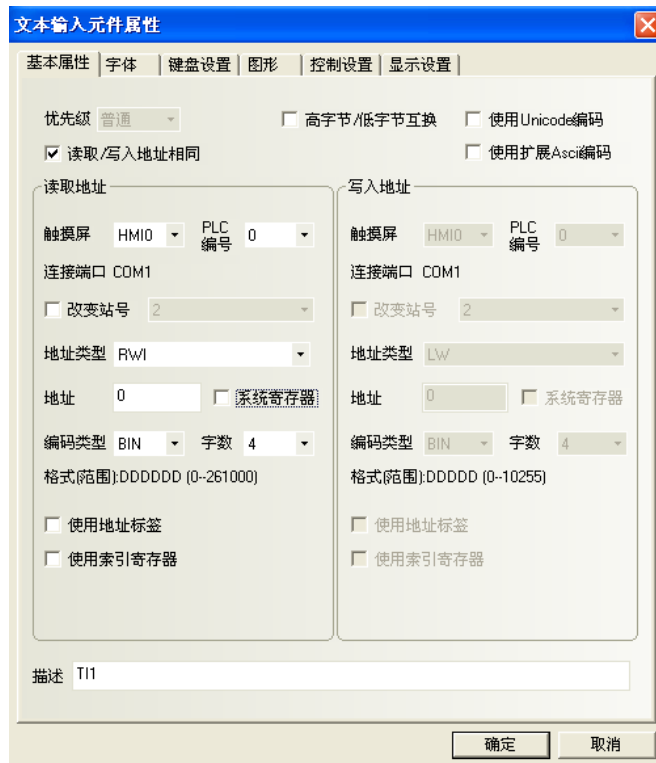 文本输入元件属性
基本属性 字体 键盘设置 图形 控制设置 显示设置
优先级 普通 高字节/低字节互换 使用Unicode编码
读取/写入地址相同 使用扩展Ascii编码
读取地址 写入地址
触摸屏 HMI0 PLC编号 0 触摸屏 HMI0 PLC编号 0
连接端口 COM1 连接端口 COM1
改变站号 2 改变站号 2
地址类型 RWI 地址类型 LW
地址 0 系统寄存器 地址 0 系统寄存器
编码类型 BIN 字数 4 编码类型 BIN 字数 4
格式(范围):DDDDDD (0--261000) 格式(范围):DDDDD (0--10255)
使用地址标签 使用地址标签
使用索引寄存器 使用索引寄存器
描述 TI1
确定 取消